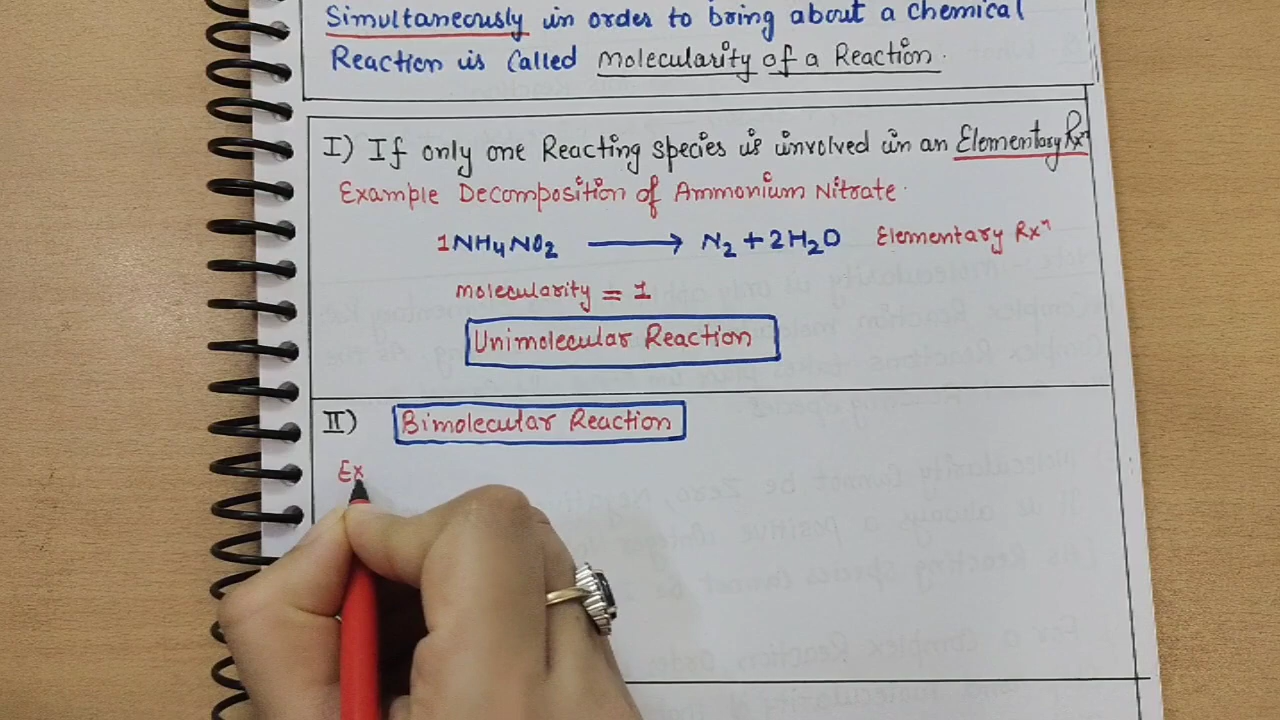 Simultaneously in order to bring about a chemical
Reaction is called molecularity of a Reaction.
I) If only one Reacting species is involved in an Elementary Rxⁿ
Example Decomposition of Ammonium Nitrate.
1NH₄NO₂ → N₂ + 2H₂O Elementary Rxⁿ
molecularity = 1
Unimolecular Reaction
II) Bimolecular Reaction
Ex